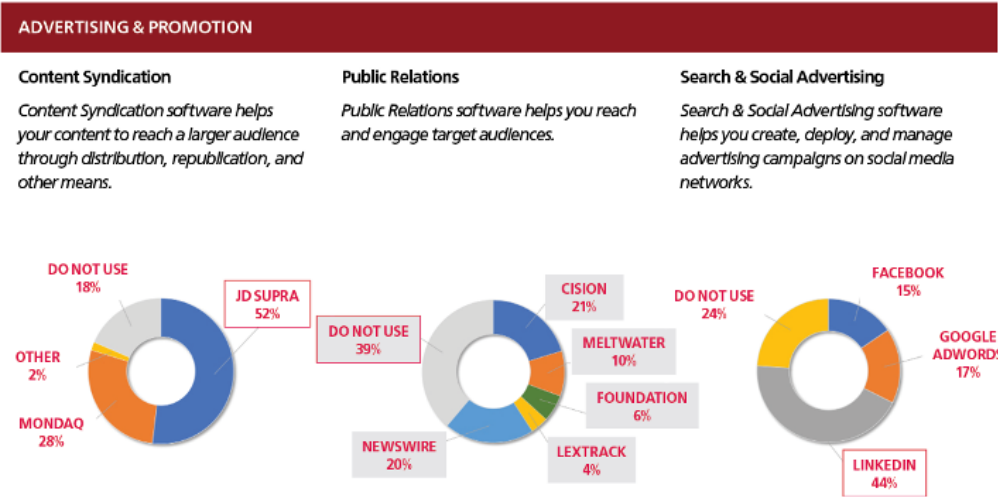 ADVERTISING & PROMOTION
Content Syndication
Content Syndication software helps
your content to reach a larger audience
through distribution, republication, and
other means.
Public Relations
Public Relations software helps you reach
and engage target audiences.
Search & Social Advertising
Search & Social Advertising software
helps you create, deploy, and manage
advertising campaigns on social media
networks.
DO NOT USE
18%
JD SUPRA
52%
OTHER
2%
MONDAQ
28%
CISION
21%
DO NOT USE
39%
MELTWATER
10%
FOUNDATION
6%
NEWSWIRE
20%
LEXTRACK
4%
FACEBOOK
15%
DO NOT USE
24%
GOOGLE
ADWORDS
17%
LINKEDIN
44%